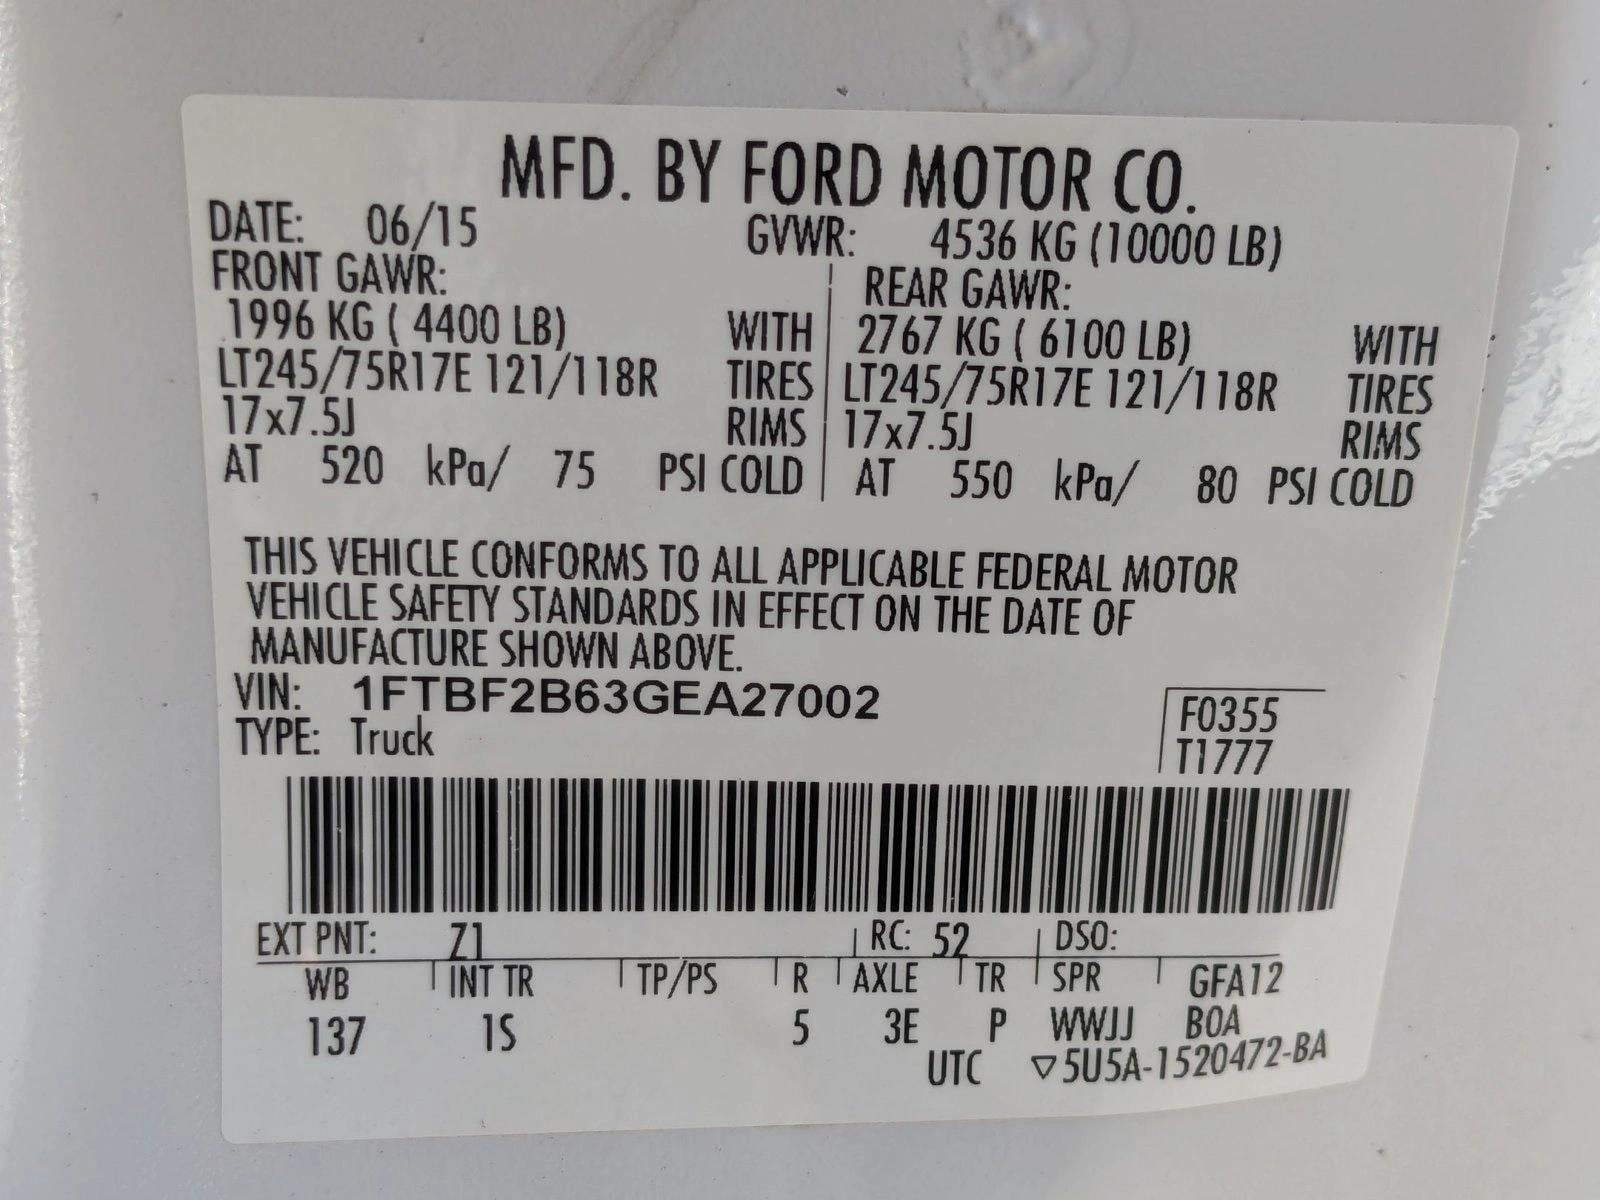 MFD. BY FORD MOTOR CO.
DATE: 06/15 GVWR: 4536 KG (10000 LB)
FRONT GAWR: REAR GAWR:
1996 KG ( 4400 LB) WITH 2767 KG ( 6100 LB) WITH
LT245/75R17E 121/118R TIRES LT245/75R17E 121/118R TIRES
17x7.5J RIMS 17x7.5J RIMS
AT 520 kPa/ 75 PSI COLD AT 550 kPa/ 80 PSI COLD
THIS VEHICLE CONFORMS TO ALL APPLICABLE FEDERAL MOTOR
VEHICLE SAFETY STANDARDS IN EFFECT ON THE DATE OF
MANUFACTURE SHOWN ABOVE.
VIN: 1FTBF2B63GEA27002
F0355
TYPE: Truck
T1777
EXT PNT: Z1 RC: 52 DSO:
WB INT TR TP/PS R AXLE TR SPR GFA12
137 1S 5 3E P WWJJ BOA
UTC ▽5U5A-1520472-BA